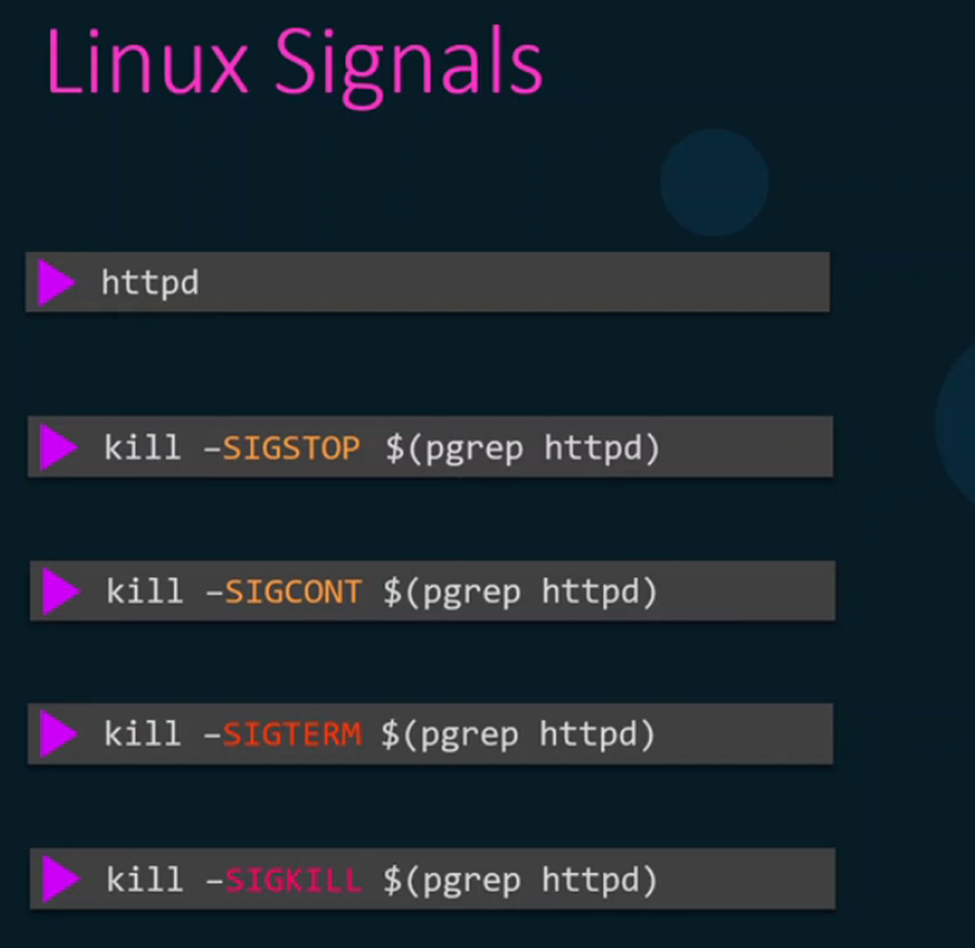 Linux Signals
httpd
kill –SIGSTOP $(pgrep httpd)
kill –SIGCONT $(pgrep httpd)
kill –SIGTERM $(pgrep httpd)
kill –SIGKILL $(pgrep httpd)